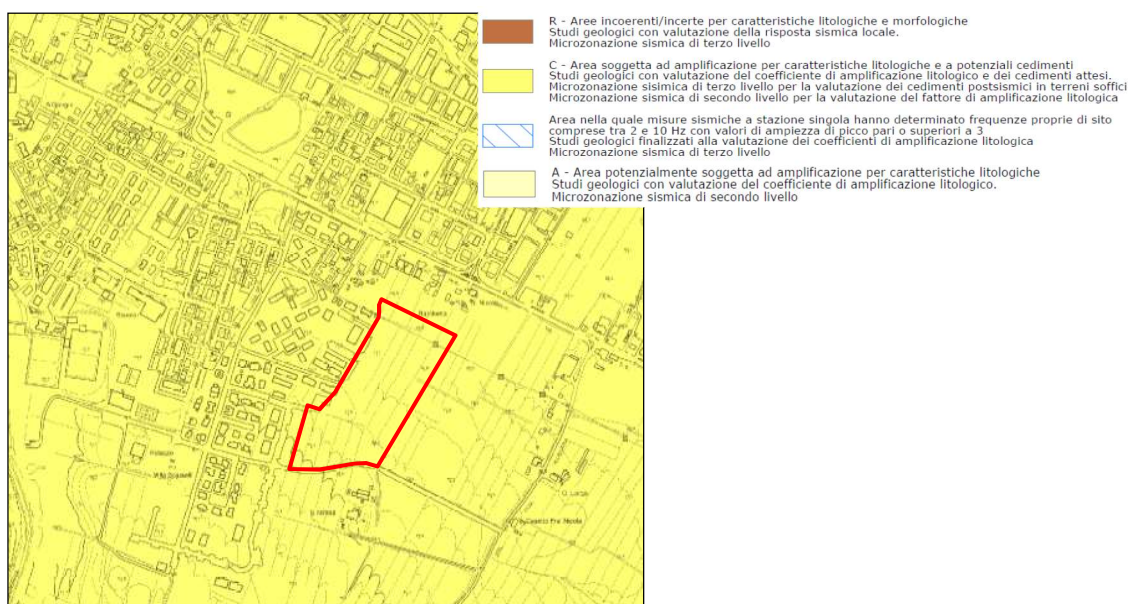 R - Aree incoerenti/incerte per caratteristiche litologiche e morfologiche
Studi geologici con valutazione della risposta sismica locale.
Microzonazione sismica di terzo livello
C - Area soggetta ad amplificazione per caratteristiche litologiche e a potenziali cedimenti
Studi geologici con valutazione del coefficiente di amplificazione litologico e dei cedimenti attesi.
Microzonazione sisimica di terzo livello per la valutazione dei cedimenti postsismici in terreni soffici
Microzonazione sismica di secondo livello per la valutazione del fattore di amplificazione litologica
Area nella quale misure sismiche a stazione singola hanno determinato frequenze proprie di sito
comprese tra 2 e 10 Hz con valori di ampiezza di picco pari o superiori a 3
Studi geologici finalizzati alla valutazione dei coefficienti di amplificazione litologica
Microzonazione sismica di terzo livello
A - Area potenzialmente soggetta ad amplificazione per caratteristiche litologiche
Studi geologici con valutazione del coefficiente di amplificazione litologico.
Microzonazione sismica di secondo livello